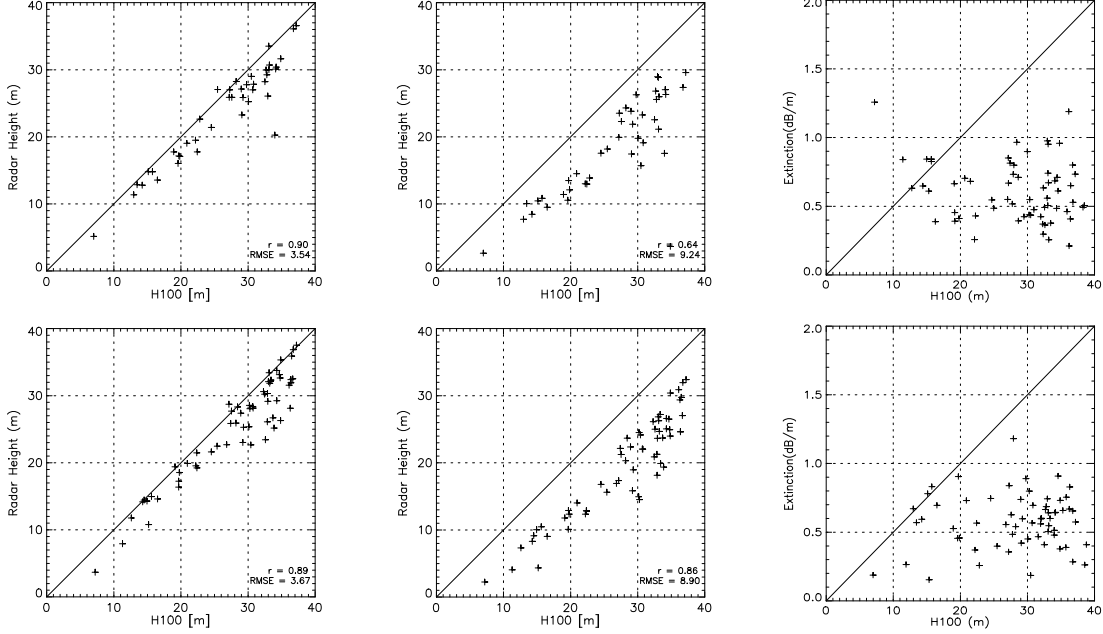 40
30
20
10
0
Radar Height (m)
r = 0.90
RMSE = 3.54
0 10 20 30 40
H100 [m]
40
30
20
10
0
Radar Height (m)
r = 0.64
RMSE = 9.24
0 10 20 30 40
H100 [m]
2.0
1.5
1.0
0.5
0.0
Extinction(dB/m)
0 10 20 30 40
H100 (m)
40
30
20
10
0
Radar Height (m)
r = 0.89
RMSE = 3.67
0 10 20 30 40
H100 [m]
40
30
20
10
0
Radar Height (m)
r = 0.86
RMSE = 8.90
0 10 20 30 40
H100 [m]
2.0
1.5
1.0
0.5
0.0
Extinction(dB/m)
0 10 20 30 40
H100 (m)